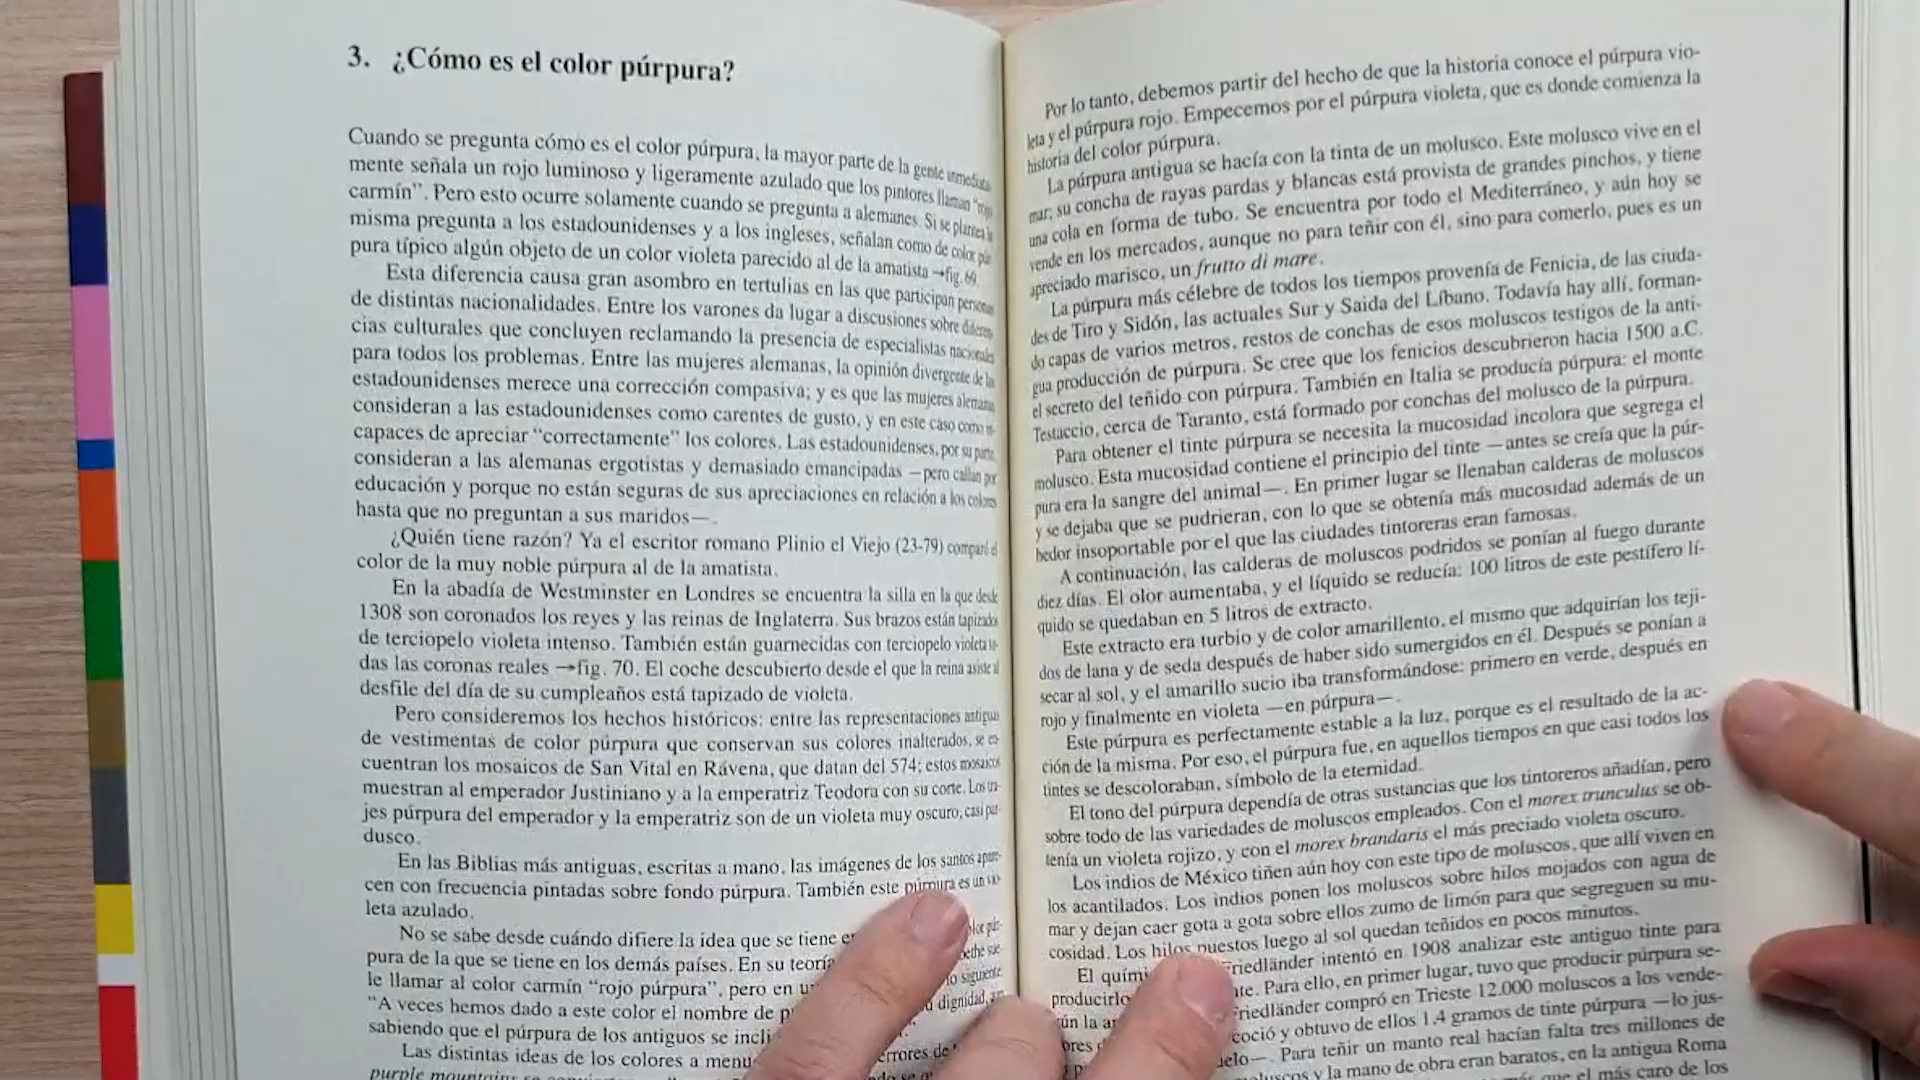 3. ¿Cómo es el color púrpura?
Cuando se pregunta cómo es el color púrpura, la mayor parte de la gente inmediata-
mente señala un rojo luminoso y ligeramente azulado que los pintores llaman “rojo
carmín”. Pero esto ocurre solamente cuando se pregunta a alemanes. Si se plantea la
misma pregunta a los estadounidenses y a los ingleses, señalan como de color púr-
pura típico algún objeto de un color violeta parecido al de la amatista →fig. 69.
Esta diferencia causa gran asombro en tertulias en las que participan personas
de distintas nacionalidades. Entre los varones da lugar a discusiones sobre diferen-
cias culturales que concluyen reclamando la presencia de especialistas nacionales
para todos los problemas. Entre las mujeres alemanas, la opinión divergente de las
estadounidenses merece una corrección compasiva; y es que las mujeres alemanas
consideran a las estadounidenses como carentes de gusto, y en este caso como in-
capaces de apreciar “correctamente” los colores. Las estadounidenses, por su parte,
consideran a las alemanas ergotistas y demasiado emancipadas —pero callan por
educación y porque no están seguras de sus apreciaciones en relación a los colores
hasta que no preguntan a sus maridos—.
¿Quién tiene razón? Ya el escritor romano Plinio el Viejo (23-79) comparó el
color de la muy noble púrpura al de la amatista.
En la abadía de Westminster en Londres se encuentra la silla en la que desde
1308 son coronados los reyes y las reinas de Inglaterra. Sus brazos están tapizados
de terciopelo violeta intenso. También están guarnecidas con terciopelo violeta to-
das las coronas reales →fig. 70. El coche descubierto desde el que la reina asiste al
desfile del día de su cumpleaños está tapizado de violeta.
Pero consideremos los hechos históricos: entre las representaciones antiguas
de vestimentas de color púrpura que conservan sus colores inalterados, se en-
cuentran los mosaicos de San Vital en Rávena, que datan del 574; estos mosaicos
muestran al emperador Justiniano y a la emperatriz Teodora con su corte. Los tra-
jes púrpura del emperador y la emperatriz son de un violeta muy oscuro, casi par-
dusco.
En las Biblias más antiguas, escritas a mano, las imágenes de los santos apare-
cen con frecuencia pintadas sobre fondo púrpura. También este púrpura es un vio-
leta azulado.
No se sabe desde cuándo difiere la idea que se tiene color púr-
pura de la que se tiene en los demás países. En su teoría Goethe sue-
le llamar al color carmín “rojo púrpura”, pero en lo siguiente
“A veces hemos dado a este color el nombre de dignidad,
sabiendo que el púrpura de los antiguos se
Las distintas ideas de los colores a errores de
purple mountains
Por lo tanto, debemos partir del hecho de que la historia conoce el púrpura vio-
leta y el púrpura rojo. Empecemos por el púrpura violeta, que es donde comienza la
historia del color púrpura.
La púrpura antigua se hacía con la tinta de un molusco. Este molusco vive en el
mar; su concha de rayas pardas y blancas está provista de grandes pinchos, y tiene
una cola en forma de tubo. Se encuentra por todo el Mediterráneo, y aún hoy se
vende en los mercados, aunque no para teñir con él, sino para comerlo, pues es un
apreciado marisco, un frutto di mare.
La púrpura más célebre de todos los tiempos provenía de Fenicia, de las ciuda-
des de Tiro y Sidón, las actuales Sur y Saida del Líbano. Todavía hay allí, forman-
do capas de varios metros, restos de conchas de esos moluscos testigos de la anti-
gua producción de púrpura. Se cree que los fenicios descubrieron hacia 1500 a.C.
el secreto del teñido con púrpura. También en Italia se producía púrpura: el monte
Testaccio, cerca de Taranto, está formado por conchas del molusco de la púrpura.
Para obtener el tinte púrpura se necesita la mucosidad incolora que segrega el
molusco. Esta mucosidad contiene el principio del tinte —antes se creía que la púr-
pura era la sangre del animal—. En primer lugar se llenaban calderas de moluscos
y se dejaba que se pudrieran, con lo que se obtenía más mucosidad además de un
hedor insoportable por el que las ciudades tintoreras eran famosas.
A continuación, las calderas de moluscos podridos se ponían al fuego durante
diez días. El olor aumentaba, y el líquido se reducía: 100 litros de este pestífero lí-
quido se quedaban en 5 litros de extracto.
Este extracto era turbio y de color amarillento, el mismo que adquirían los teji-
dos de lana y de seda después de haber sido sumergidos en él. Después se ponían a
secar al sol, y el amarillo sucio iba transformándose: primero en verde, después en
rojo y finalmente en violeta —en púrpura—.
Este púrpura es perfectamente estable a la luz, porque es el resultado de la ac-
ción de la misma. Por eso, el púrpura fue, en aquellos tiempos en que casi todos los
tintes se descoloraban, símbolo de la eternidad.
El tono del púrpura dependía de otras sustancias que los tintoreros añadían, pero
sobre todo de las variedades de moluscos empleados. Con el morex trunculus se ob-
tenía un violeta rojizo, y con el morex brandaris el más preciado violeta oscuro.
Los indios de México tiñen aún hoy con este tipo de moluscos, que allí viven en
los acantilados. Los indios ponen los moluscos sobre hilos mojados con agua de
mar y dejan caer gota a gota sobre ellos zumo de limón para que segreguen su mu-
cosidad. Los hilos puestos luego al sol quedan teñidos en pocos minutos.
El Friedländer intentó en 1908 analizar este antiguo tinte para
producirlo Para ello, en primer lugar, tuvo que producir púrpura se-
gún la Friedländer compró en Trieste 12.000 moluscos a los vende-
coció y obtuvo de ellos 1,4 gramos de tinte púrpura —lo jus-
Para teñir un manto real hacían falta tres millones de
moluscos y la mano de obra eran baratos, en la antigua Roma
que el más caro de los